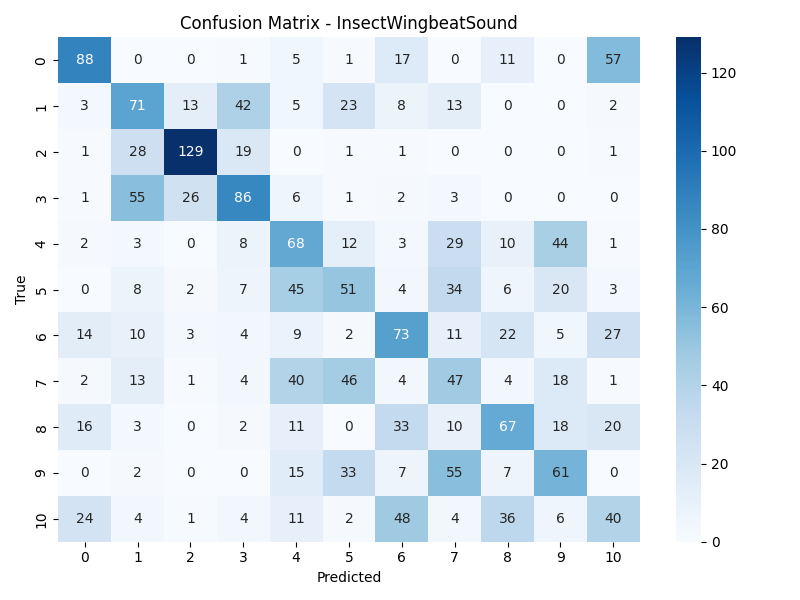 Confusion Matrix - InsectWingbeatSound
0 88 0 0 1 5 1 17 0 11 0 57
1 3 71 13 42 5 23 8 13 0 0 2
2 1 28 129 19 0 1 1 0 0 0 1
3 1 55 26 86 6 1 2 3 0 0 0
4 2 3 0 8 68 12 3 29 10 44 1
5 0 8 2 7 45 51 4 34 6 20 3
6 14 10 3 4 9 2 73 11 22 5 27
7 2 13 1 4 40 46 4 47 4 18 1
8 16 3 0 2 11 0 33 10 67 18 20
9 0 2 0 0 15 33 7 55 7 61 0
10 24 4 1 4 11 2 48 4 36 6 40
0 1 2 3 4 5 6 7 8 9 10
Predicted
True
120
100
80
60
40
20
0